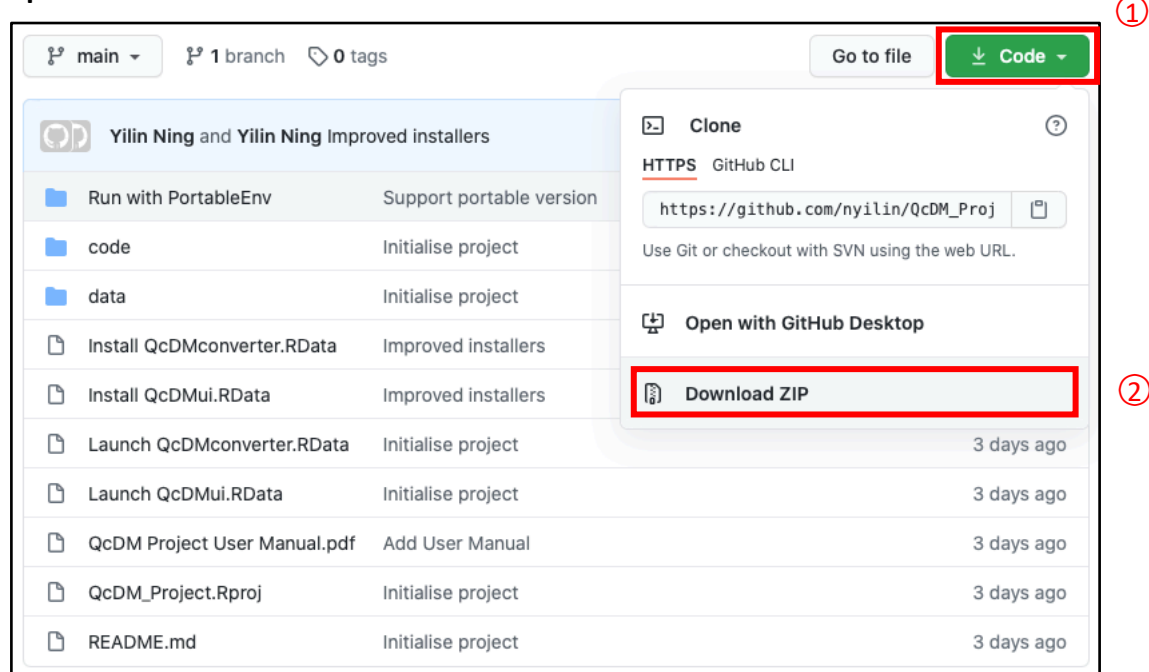 ①
main 1 branch 0 tags Go to file Code
Yilin Ning and Yilin Ning Improved installers
Run with PortableEnv Support portable version
code Initialise project
data Initialise project
Install QcDMconverter.RData Improved installers
Install QcDMui.RData Improved installers
Clone
HTTPS GitHub CLI
https://github.com/nyilin/QcDM_Proj
Use Git or checkout with SVN using the web URL.
Open with GitHub Desktop
Download ZIP
②
Launch QcDMconverter.RData Initialise project 3 days ago
Launch QcDMui.RData Initialise project 3 days ago
QcDM Project User Manual.pdf Add User Manual 3 days ago
QcDM_Project.Rproj Initialise project 3 days ago
README.md Initialise project 3 days ago